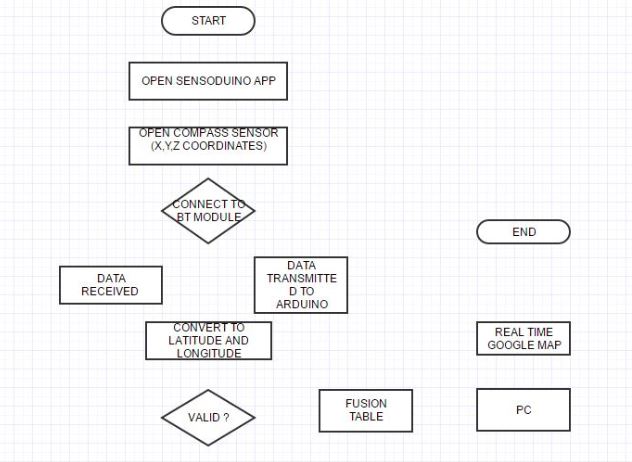 START
OPEN SENSODUINO APP
OPEN COMPASS SENSOR
(X,Y,Z COORDINATES)
CONNECT TO
BT MODULE
END
DATA
RECEIVED
DATA
TRANSMITTE
D TO
ARDUINO
CONVERT TO
LATITUDE AND
LONGITUDE
REAL TIME
GOOGLE MAP
VALID ?
FUSION
TABLE
PC